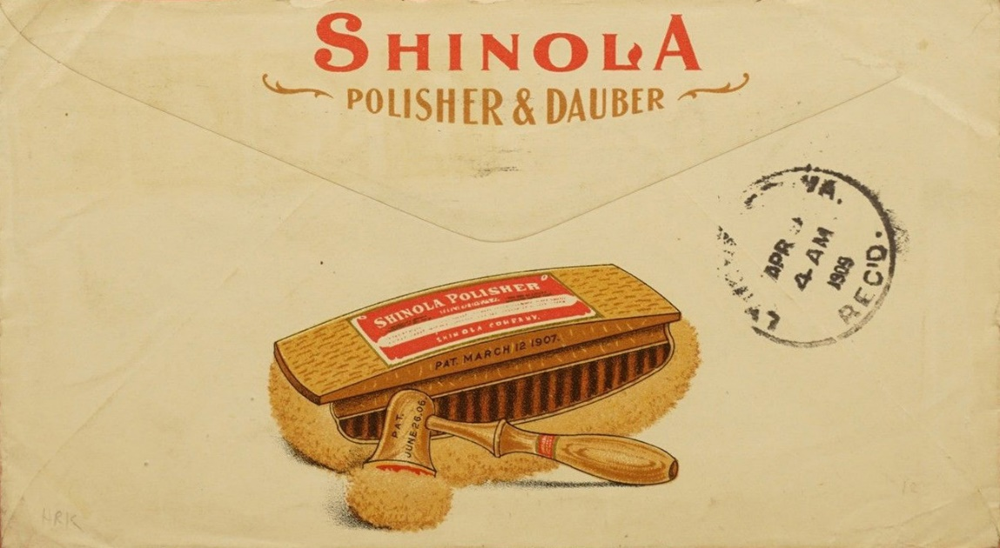 SHINOLA
POLISHER & DAUBER
VA.
APR
4 AM
1909
REC'D.
SHINOLA POLISHER
SHINOLA COMPANY.
PAT. MARCH 12 1907.
PAT.
JUNE 26.06.
HRK